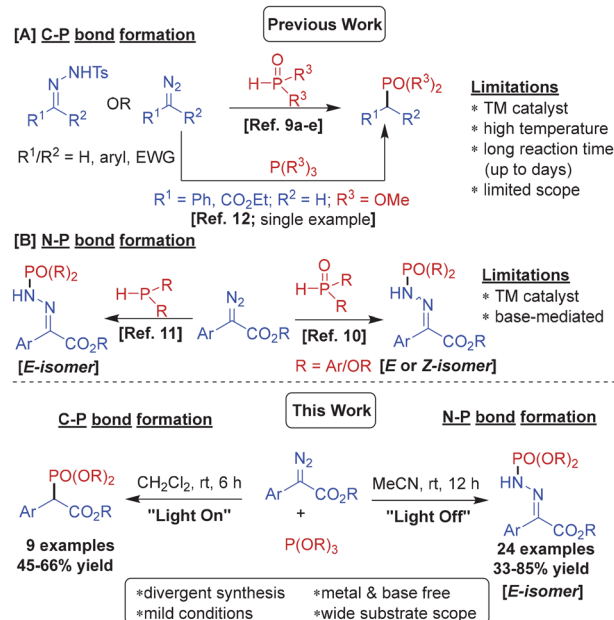 Previous Work
[A] C-P bond formation
N NHTs
R¹ R²
OR
N₂
R¹ R²
O
H P R³
R³
[Ref. 9a-e]
PO(R³)₂
R¹ R²
R¹/R² = H, aryl, EWG
P(R³)₃
R¹ = Ph, CO₂Et; R² = H; R³ = OMe
[Ref. 12; single example]
Limitations
* TM catalyst
* high temperature
* long reaction time
(up to days)
* limited scope
[B] N-P bond formation
PO(R)₂
HN N
Ar CO₂R
[E-isomer]
H P R
R
[Ref. 11]
N₂
Ar CO₂R
O
H P R
R
[Ref. 10]
R = Ar/OR
PO(R)₂
HN N
Ar CO₂R
[E or Z-isomer]
Limitations
* TM catalyst
* base-mediated
This Work
C-P bond formation
N-P bond formation
PO(OR)₂
Ar CO₂R
9 examples
45-66% yield
CH₂Cl₂, rt, 6 h
"Light On"
N₂
Ar CO₂R
+
P(OR)₃
MeCN, rt, 12 h
"Light Off"
PO(OR)₂
HN N
Ar CO₂R
24 examples
33-85% yield
[E-isomer]
*divergent synthesis *metal & base free
*mild conditions *wide substrate scope